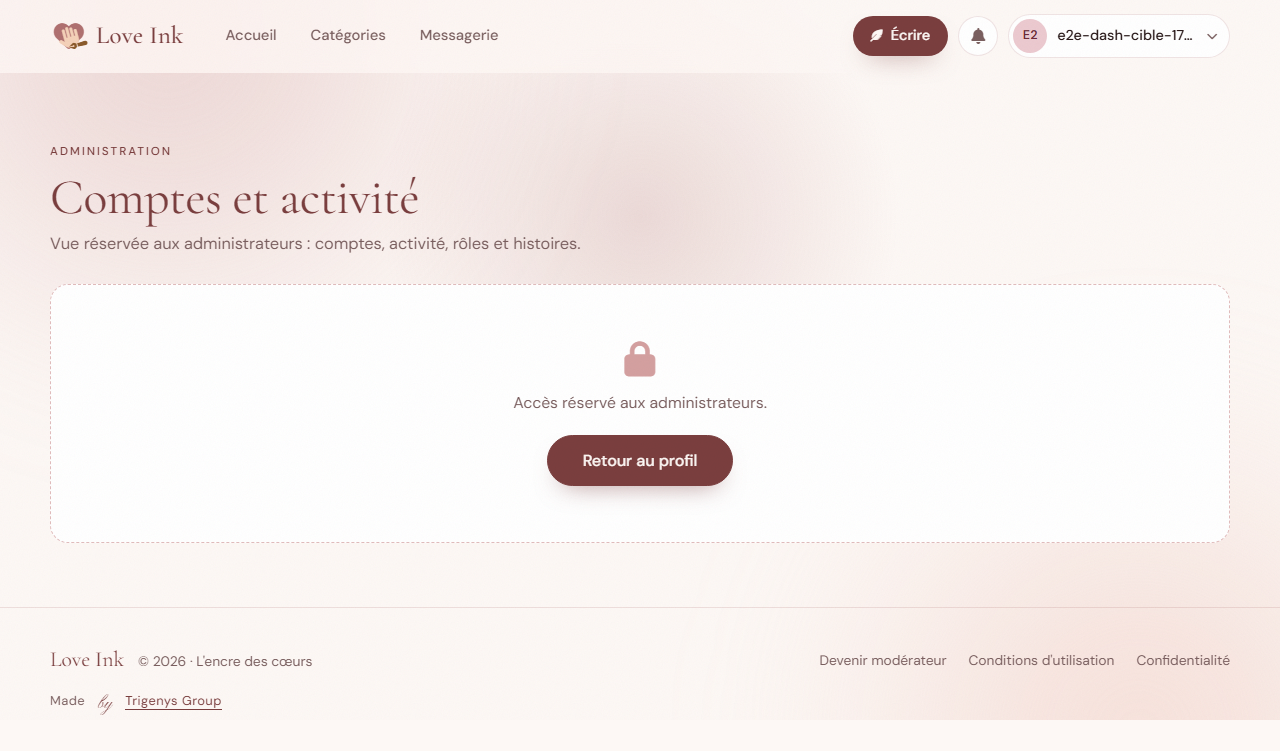 Love Ink
Accueil
Catégories
Messagerie
Écrire
E2
e2e-dash-cible-17...
ADMINISTRATION
Comptes et activité
Vue réservée aux administrateurs : comptes, activité, rôles et histoires.
Accès réservé aux administrateurs.
Retour au profil
Love Ink © 2026 · L'encre des cœurs
Devenir modérateur
Conditions d'utilisation
Confidentialité
Made by Trigenys Group